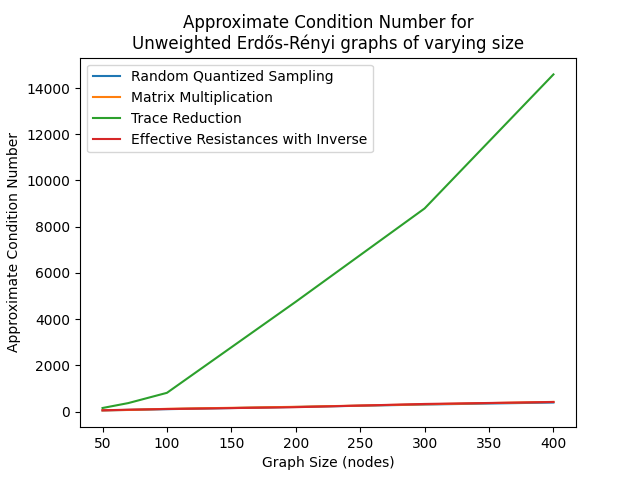 Approximate Condition Number for
Unweighted Erdős-Rényi graphs of varying size
Random Quantized Sampling
Matrix Multiplication
Trace Reduction
Effective Resistances with Inverse
Approximate Condition Number
14000
12000
10000
8000
6000
4000
2000
0
50 100 150 200 250 300 350 400
Graph Size (nodes)